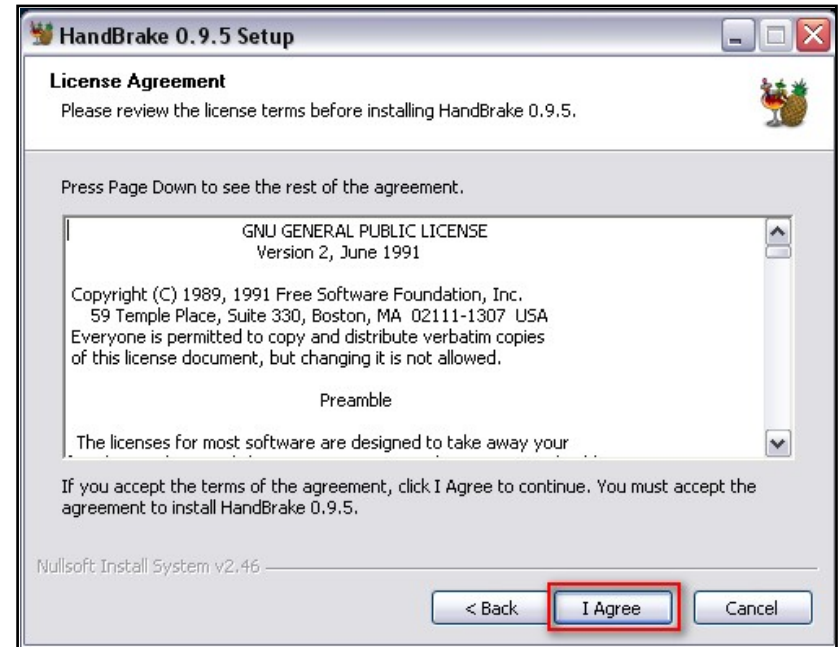 HandBrake 0.9.5 Setup
License Agreement
Please review the license terms before installing HandBrake 0.9.5.
Press Page Down to see the rest of the agreement.
GNU GENERAL PUBLIC LICENSE
Version 2, June 1991
Copyright (C) 1989, 1991 Free Software Foundation, Inc.
59 Temple Place, Suite 330, Boston, MA 02111-1307 USA
Everyone is permitted to copy and distribute verbatim copies
of this license document, but changing it is not allowed.
Preamble
The licenses for most software are designed to take away your
If you accept the terms of the agreement, click I Agree to continue. You must accept the
agreement to install HandBrake 0.9.5.
Nullsoft Install System v2.46
< Back I Agree Cancel